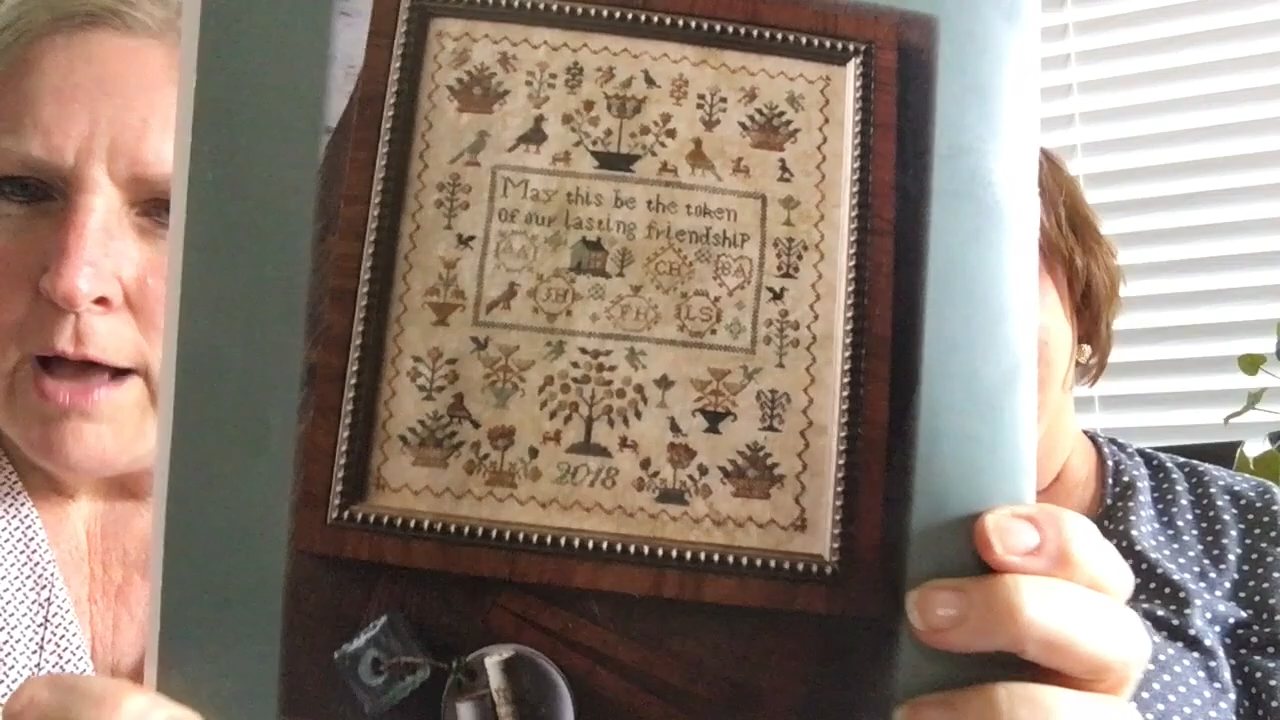 May this be the token
of our lasting friendship
AA CH BA
JH FH LS
2018